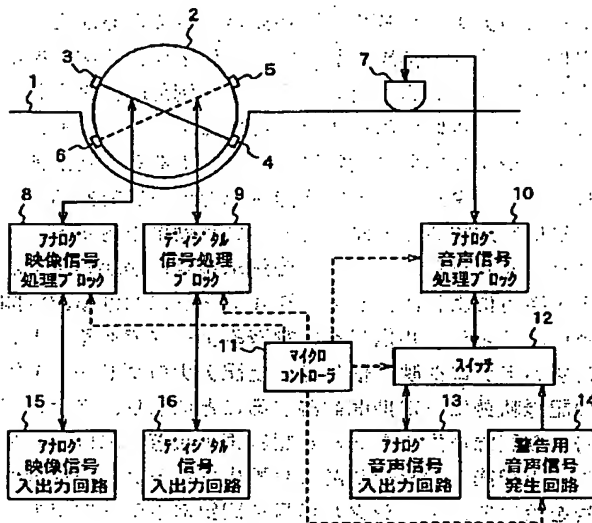 2
3
5
7
1
6
4
8
9
10
アナログ
映像信号
処理ブロック
ディジタル
信号処理
ブロック
アナログ
音声信号
処理ブロック
11
マイクロ
コントローラ
12
スイッチ
15
16
13
14
アナログ
映像信号
入出力回路
ディジタル
信号
入出力回路
アナログ
音声信号
入出力回路
警告用
音声信号
発生回路